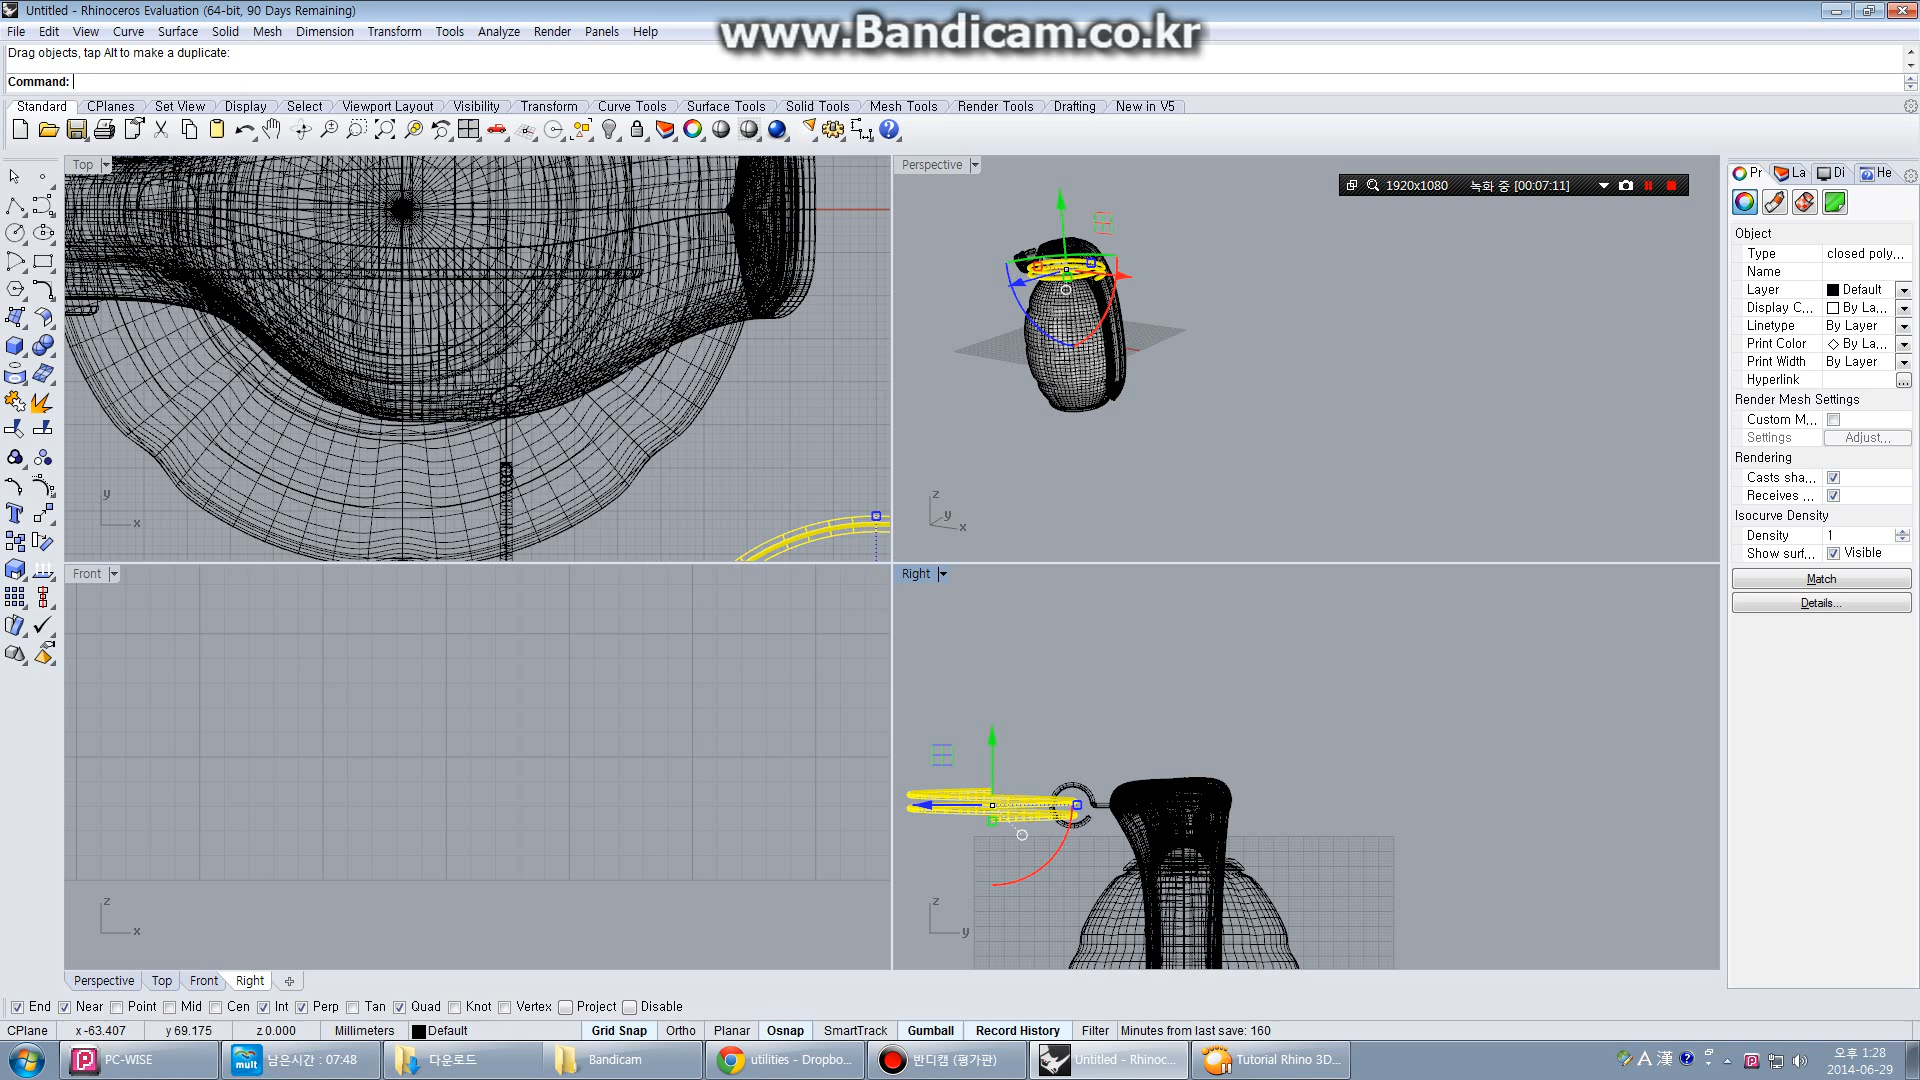 Untitled - Rhinoceros Evaluation (64-bit, 90 Days Remaining)
www.Bandicam.co.kr
File Edit View Curve Surface Solid Mesh Dimension Transform Tools Analyze Render Panels Help
Drag objects, tap Alt to make a duplicate:
Command:
Standard CPlanes Set View Display Select Viewport Layout Visibility Transform Curve Tools Surface Tools Solid Tools Mesh Tools Render Tools Drafting New in V5
Top
Perspective
1920x1080 녹화 중 [00:07:11]
Pr La Di He
Object
Type closed poly...
Name
Layer Default
Display C... By La...
Linetype By Layer
Print Color By La...
Print Width By Layer
Hyperlink ...
Render Mesh Settings
Custom M...
Settings Adjust...
Rendering
Casts sha...
Receives ...
Isocurve Density
Density 1
Show surf... Visible
Match
Details...
y
x
z
y
x
Front
Right
z
x
z
y
Perspective Top Front Right
End Near Point Mid Cen Int Perp Tan Quad Knot Vertex Project Disable
CPlane x -63.407 y 69.175 z 0.000 Millimeters Default Grid Snap Ortho Planar Osnap SmartTrack Gumball Record History Filter Minutes from last save: 160
PC-WISE
mult 남은시간 : 07:48
다운로드
Bandicam
utilities - Dropbo...
반디캠 (평가판)
Untitled - Rhinoc...
Tutorial Rhino 3D...
A 漢
오후 1:28
2014-06-29